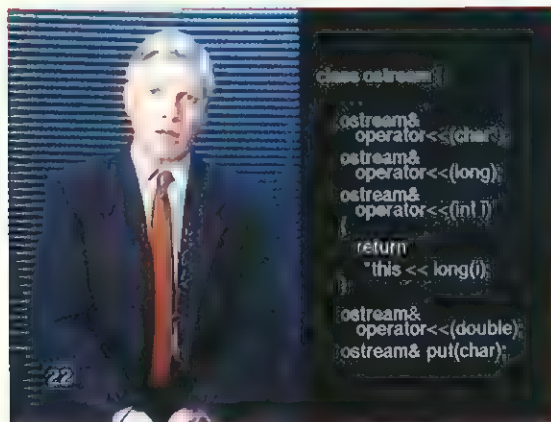 class ostream {
ostream&
operator<<(char*);
ostream&
operator<<(long);
ostream&
operator<<(int i)
{
return
*this << long(i);
}
ostream&
operator<<(double);
ostream& put(char);
22